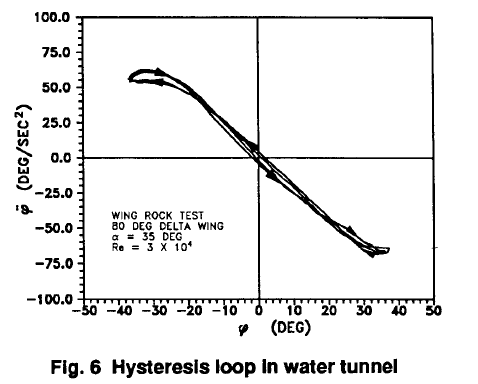 100.0
75.0
50.0
25.0
0.0
−25.0
−50.0
−75.0
−100.0
φ̈ (DEG/SEC²)
WING ROCK TEST
80 DEG DELTA WING
α = 35 DEG
Re = 3 X 10⁴
−50 −40 −30 −20 −10 0 10 20 30 40 50
φ (DEG)
Fig. 6 Hysteresis loop in water tunnel